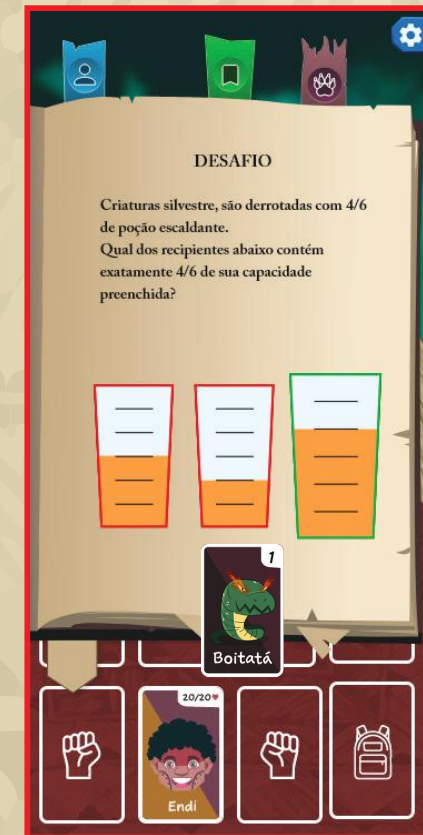 DESAFIO
Criaturas silvestre, são derrotadas com 4/6
de poção escaldante.
Qual dos recipientes abaixo contém
exatamente 4/6 de sua capacidade
preenchida?
1
Boitatá
20/20
Endi